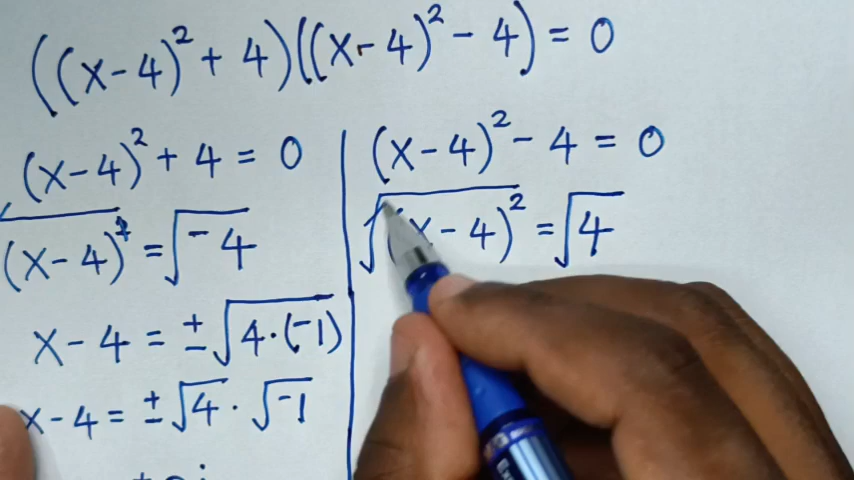 ((x-4)² + 4)((x-4)² - 4) = 0
(x-4)² + 4 = 0
√(x-4)² = √-4
x-4 = ±√4·(-1)
x-4 = ±√4 · √-1
(x-4)² - 4 = 0
√(x-4)² = √4